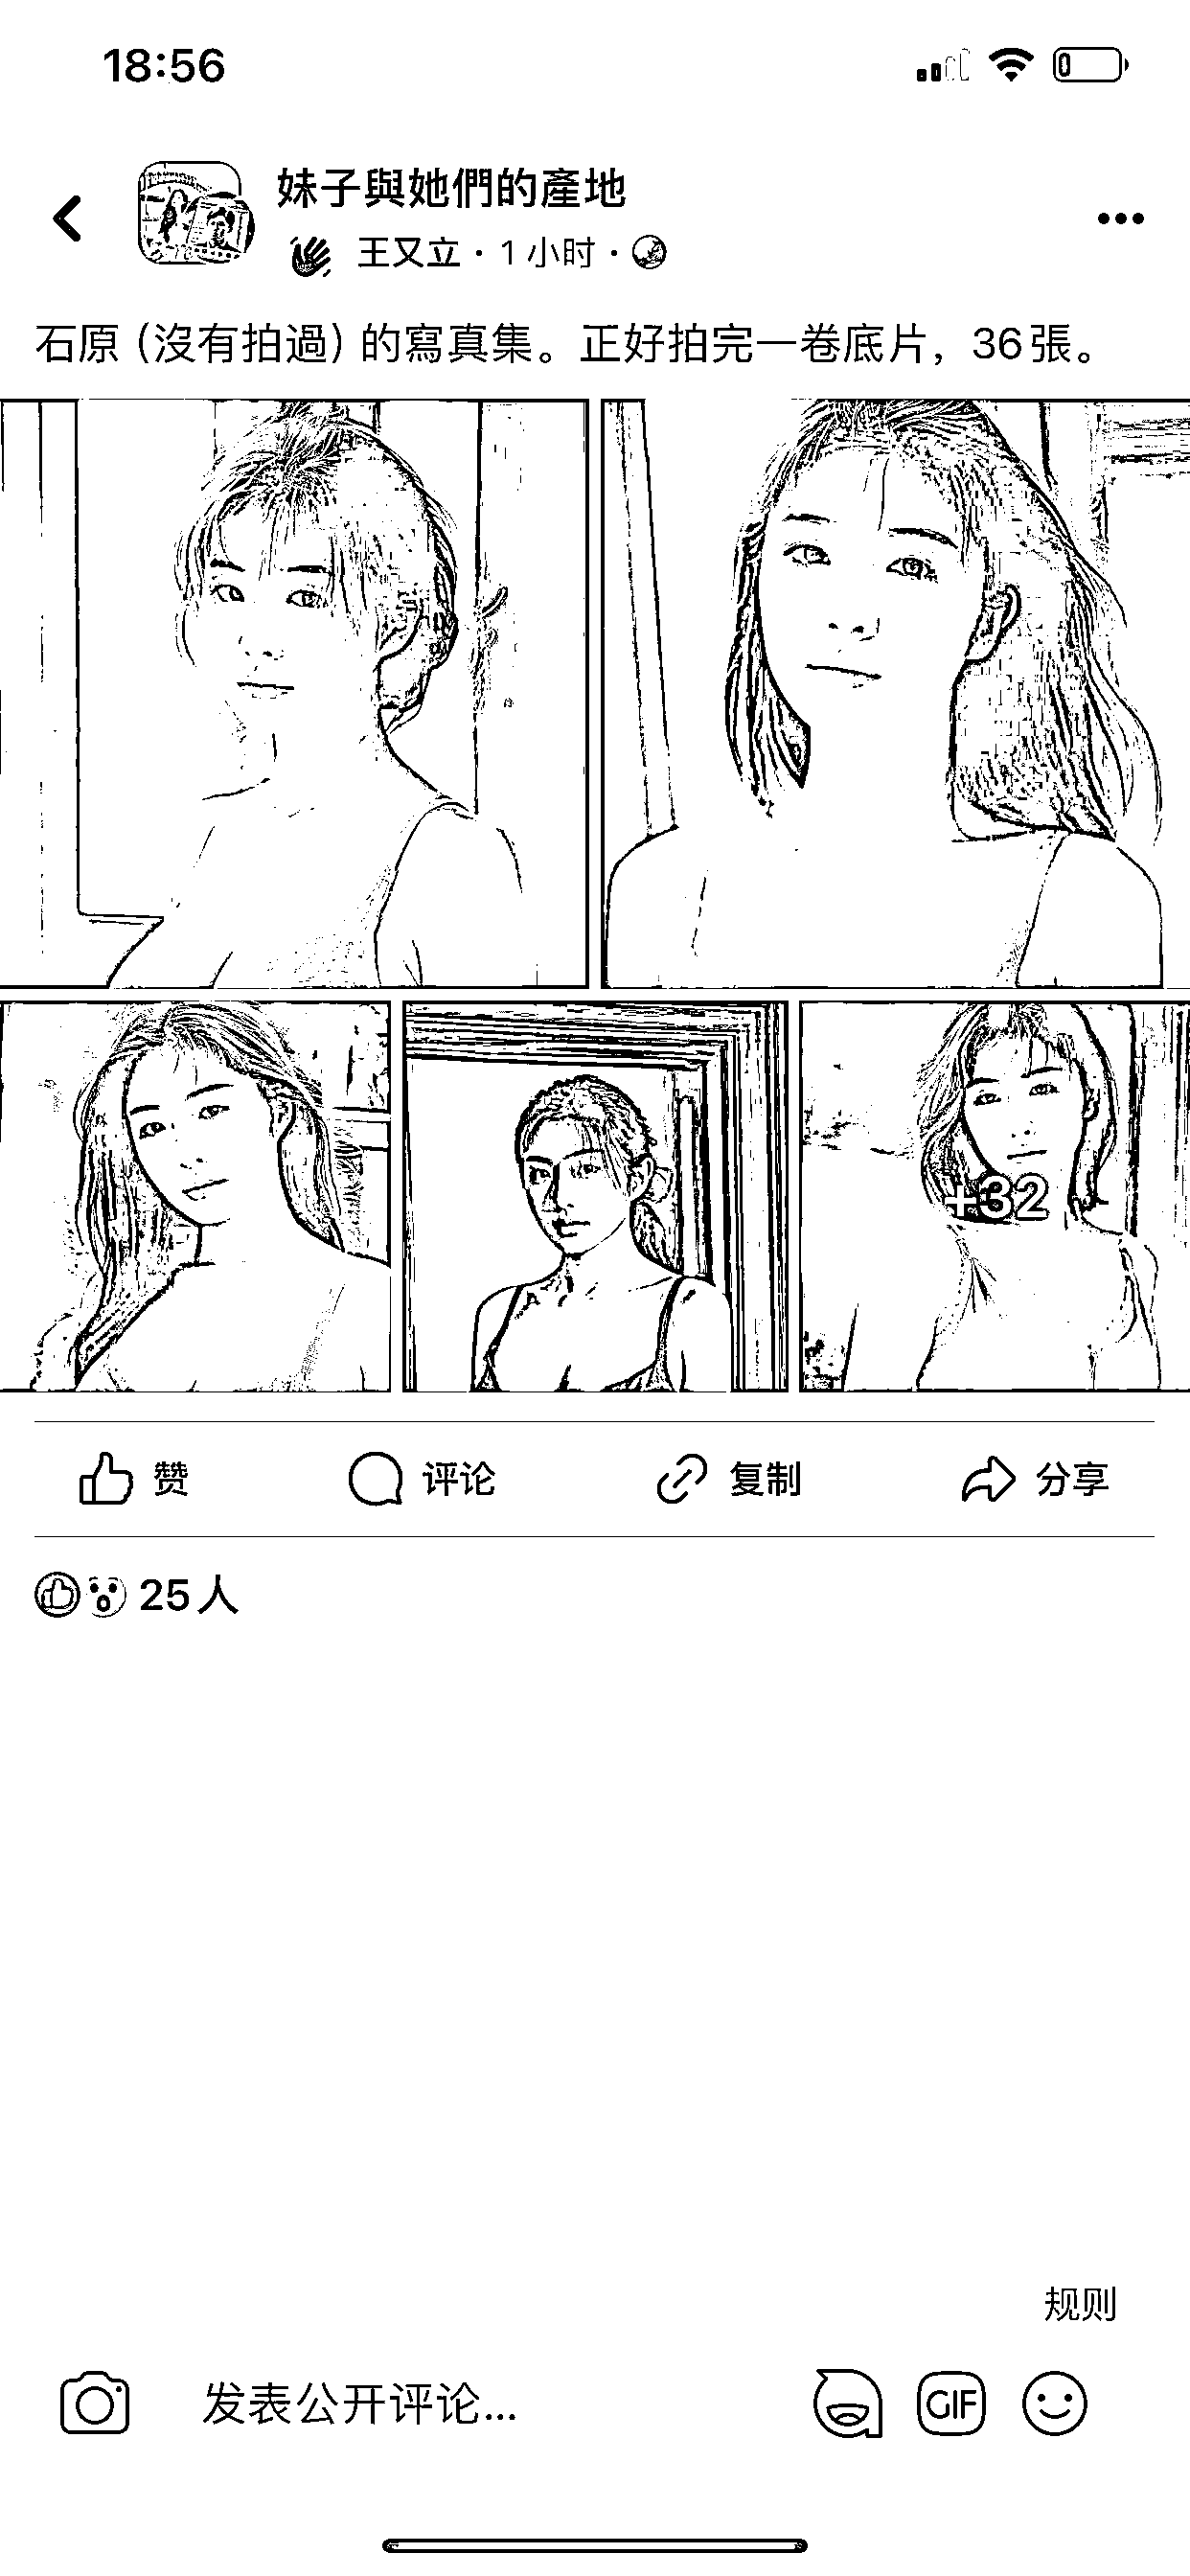 18:56
妹子與她們的產地
王又立 · 1 小时 ·
石原（沒有拍過）的寫真集。正好拍完一卷底片，36張。
+32
赞 评论 复制 分享
25人
规则
发表公开评论... GIF